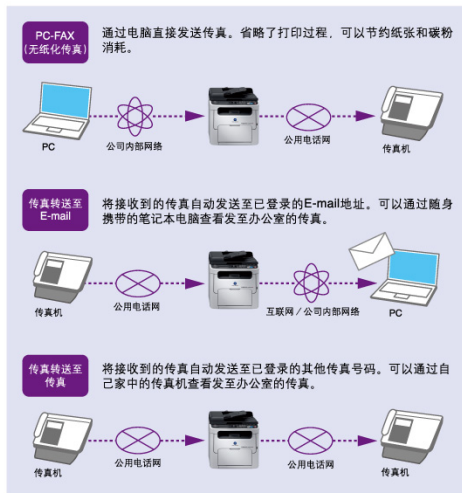 PC-FAX
(无纸化传真)
通过电脑直接发送传真。省略了打印过程，可以节约纸张和碳粉
消耗。
PC
公司内部网络
公用电话网
传真机
传真转送至
E-mail
将接收到的传真自动发送至已登录的E-mail地址。可以通过随身
携带的笔记本电脑查看发至办公室的传真。
传真机
公用电话网
互联网/公司内部网络
PC
传真转送至
传真
将接收到的传真自动发送至已登录的其他传真号码。可以通过自
己家中的传真机查看发至办公室的传真。
传真机
公用电话网
公用电话网
传真机